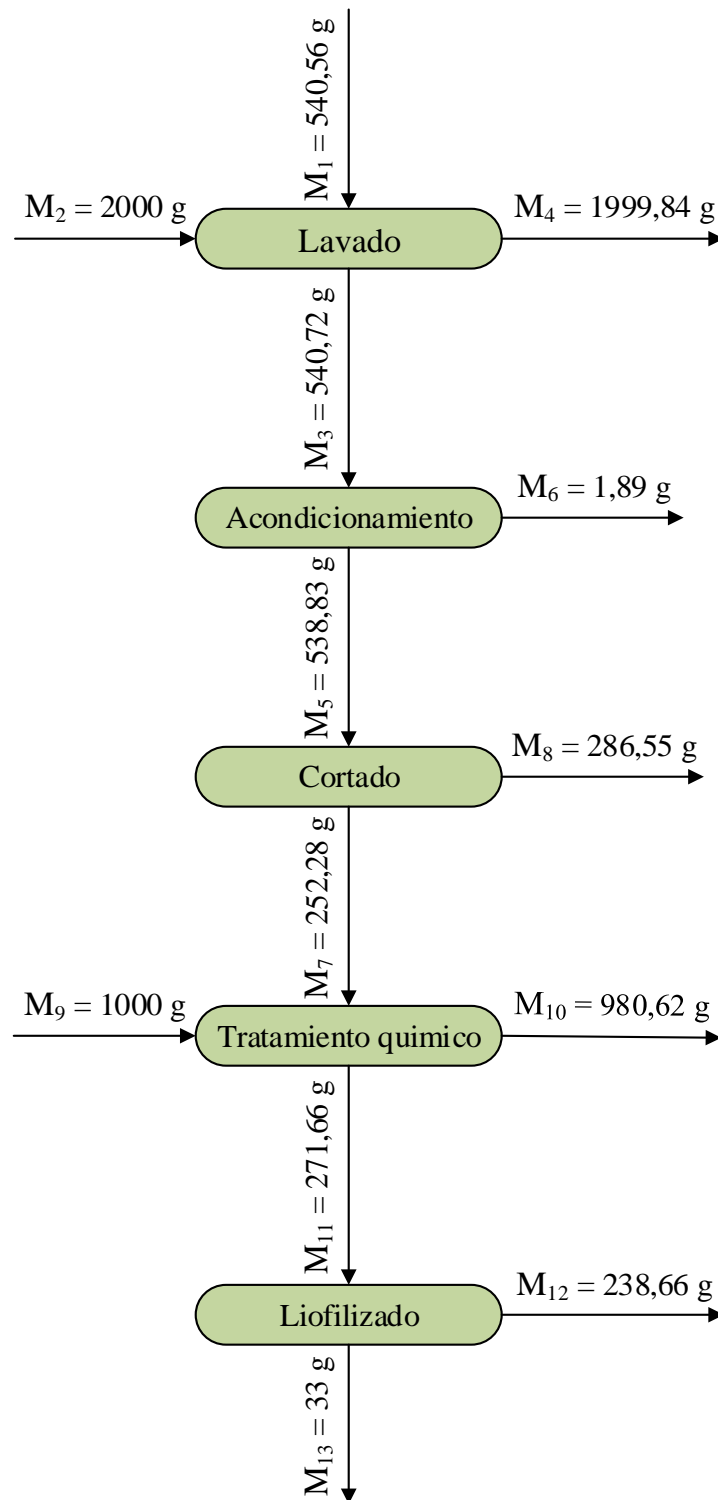 M₁ = 540,56 g
M₂ = 2000 g
M₄ = 1999,84 g
Lavado
M₃ = 540,72 g
M₆ = 1,89 g
Acondicionamiento
M₅ = 538,83 g
M₈ = 286,55 g
Cortado
M₇ = 252,28 g
M₉ = 1000 g
M₁₀ = 980,62 g
Tratamiento quimico
M₁₁ = 271,66 g
M₁₂ = 238,66 g
Liofilizado
M₁₃ = 33 g